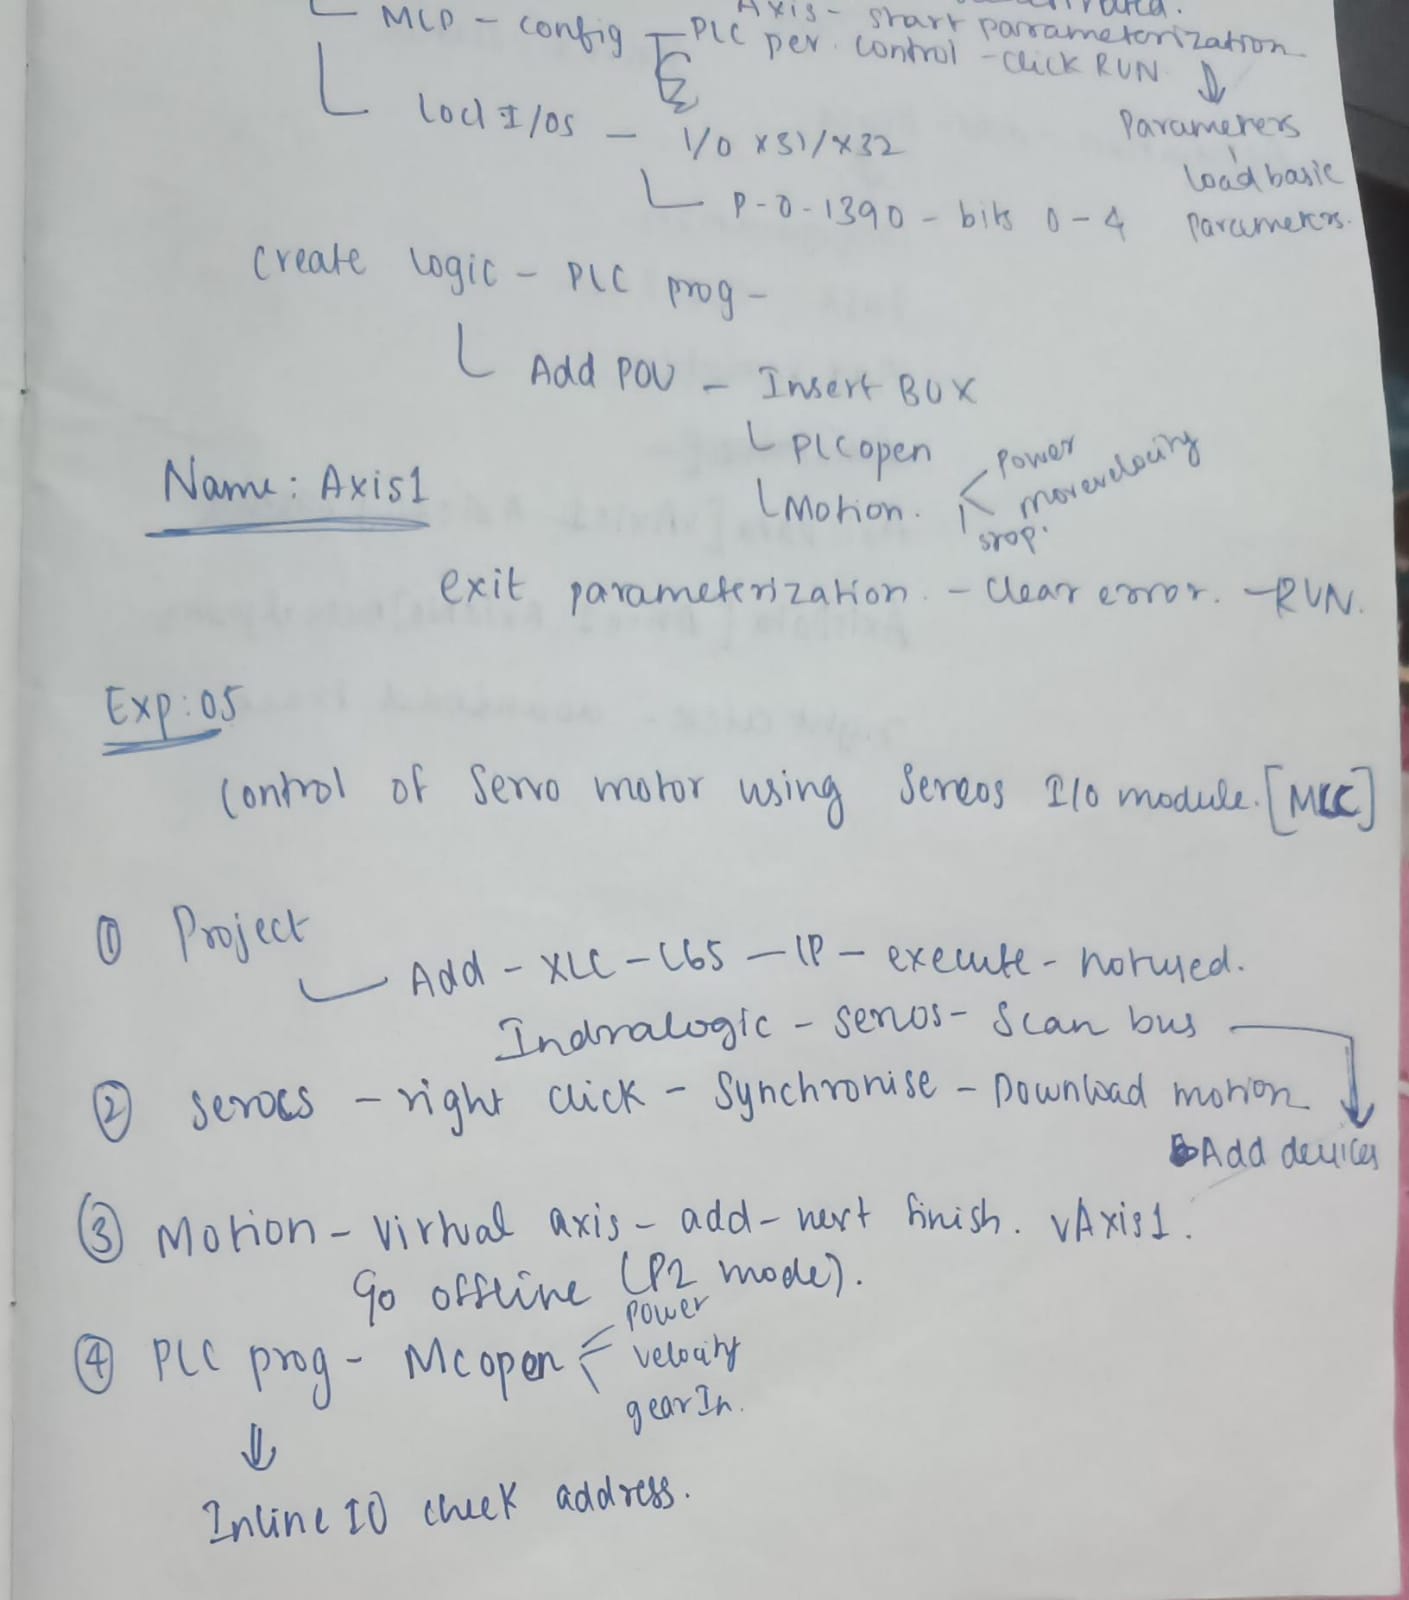 Axis - start parameterization
MLD - config - PLC per. control - click RUN
Locl I/Os - I/O X31/X32
Parameters
load basic
parameters.
P-0-1390 - bits 0-4
Create logic - PLC prog -
Add POU - Insert BOX
PLCopen
Motion.
Power
movevelocity
stop.
Name: Axis1
exit parameterization. - Clear error. - RUN.
Exp: 05
Control of Servo motor using Sercos I/O module. [MLC]
① Project
Add - XLC - L65 - IP - execute - notused.
Indralogic - sercos - Scan bus
② sercos - right click - Synchronise - Download motion
Add devices
③ Motion - virtual axis - add - next finish. vAxis1.
Go offline (P2 mode).
④ PLC prog - Mcopen
power
velocity
gearIn.
Inline IO check address.